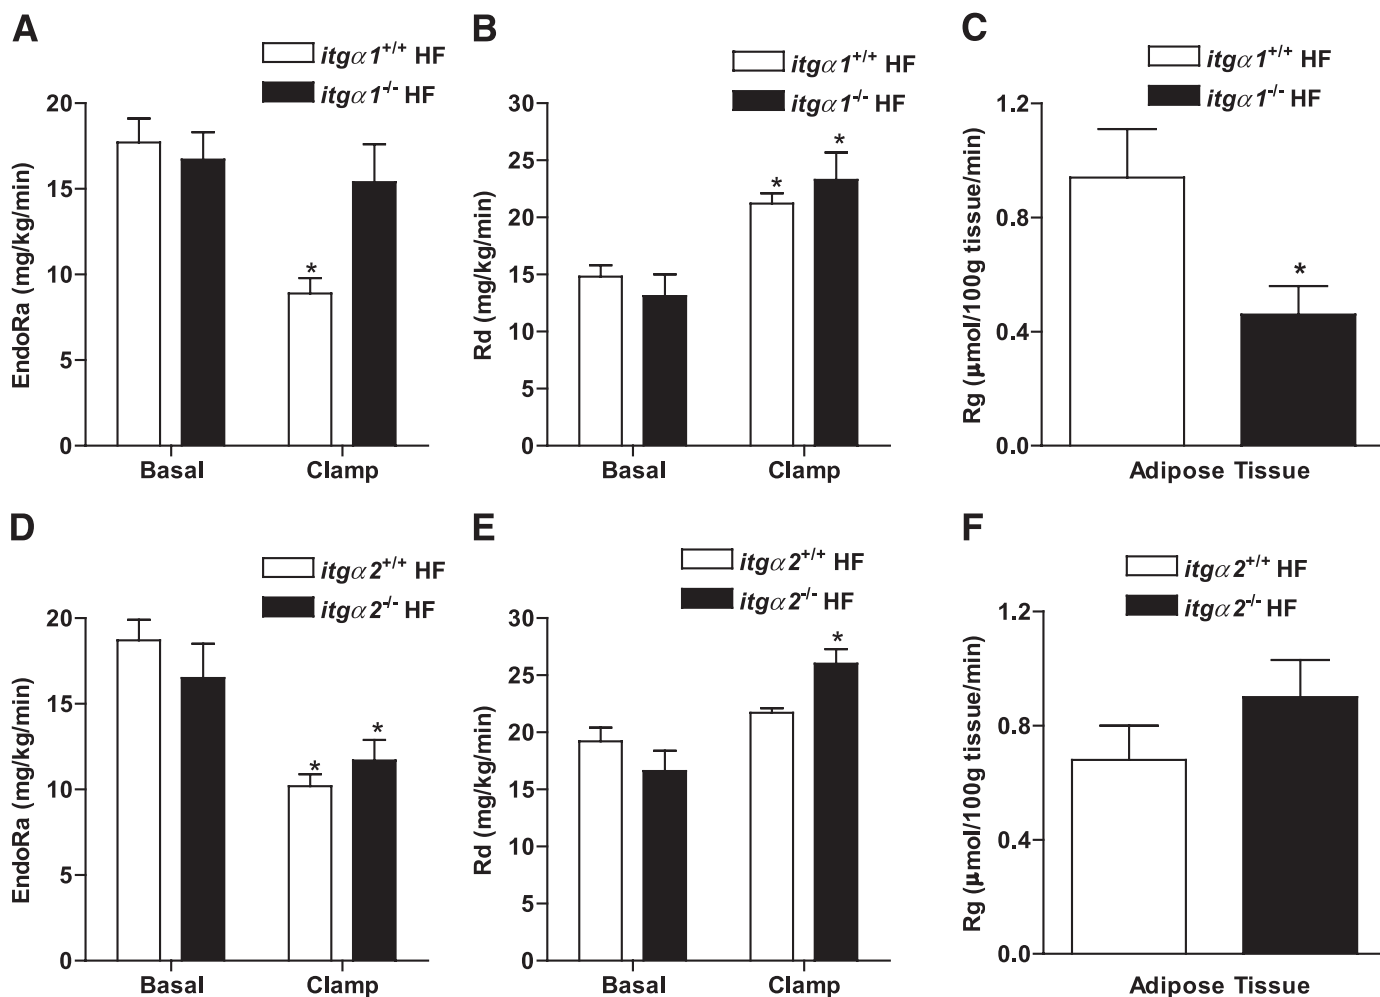 A
itgα1+/+ HF
itgα1-/- HF
EndoRa (mg/kg/min)
20
15
10
5
0
*
Basal Clamp
B
itgα1+/+ HF
itgα1-/- HF
Rd (mg/kg/min)
30
25
20
15
10
5
0
* *
Basal Clamp
C
itgα1+/+ HF
itgα1-/- HF
Rg (μmol/100g tissue/min)
1.2
0.8
0.4
0.0
*
Adipose Tissue
D
itgα2+/+ HF
itgα2-/- HF
EndoRa (mg/kg/min)
20
15
10
5
0
* *
Basal Clamp
E
itgα2+/+ HF
itgα2-/- HF
Rd (mg/kg/min)
30
25
20
15
10
5
0
*
Basal Clamp
F
itgα2+/+ HF
itgα2-/- HF
Rg (μmol/100g tissue/min)
1.2
0.8
0.4
0.0
Adipose Tissue